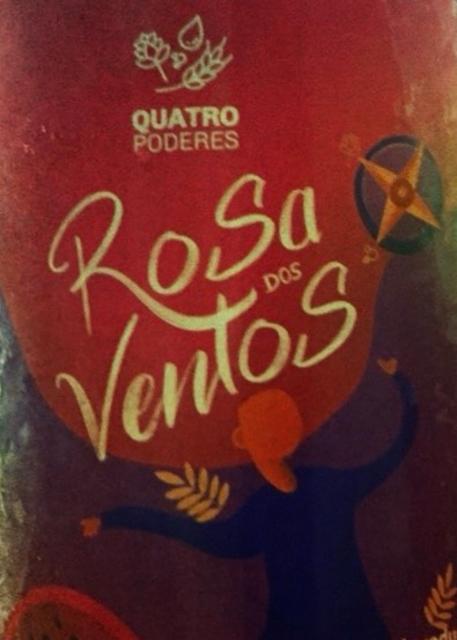 QUATRO
PODERES
Rosa
DOS
Ventos